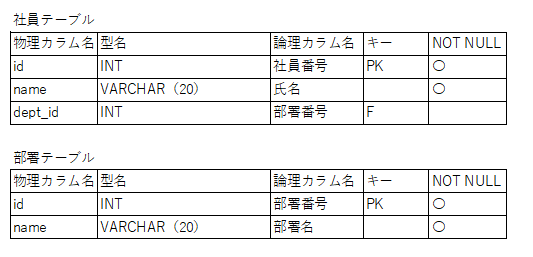 社員テーブル
物理カラム名 型名 論理カラム名 キー NOT NULL
id INT 社員番号 PK 〇
name VARCHAR（20） 氏名 〇
dept_id INT 部署番号 F
部署テーブル
物理カラム名 型名 論理カラム名 キー NOT NULL
id INT 部署番号 PK 〇
name VARCHAR（20） 部署名 〇